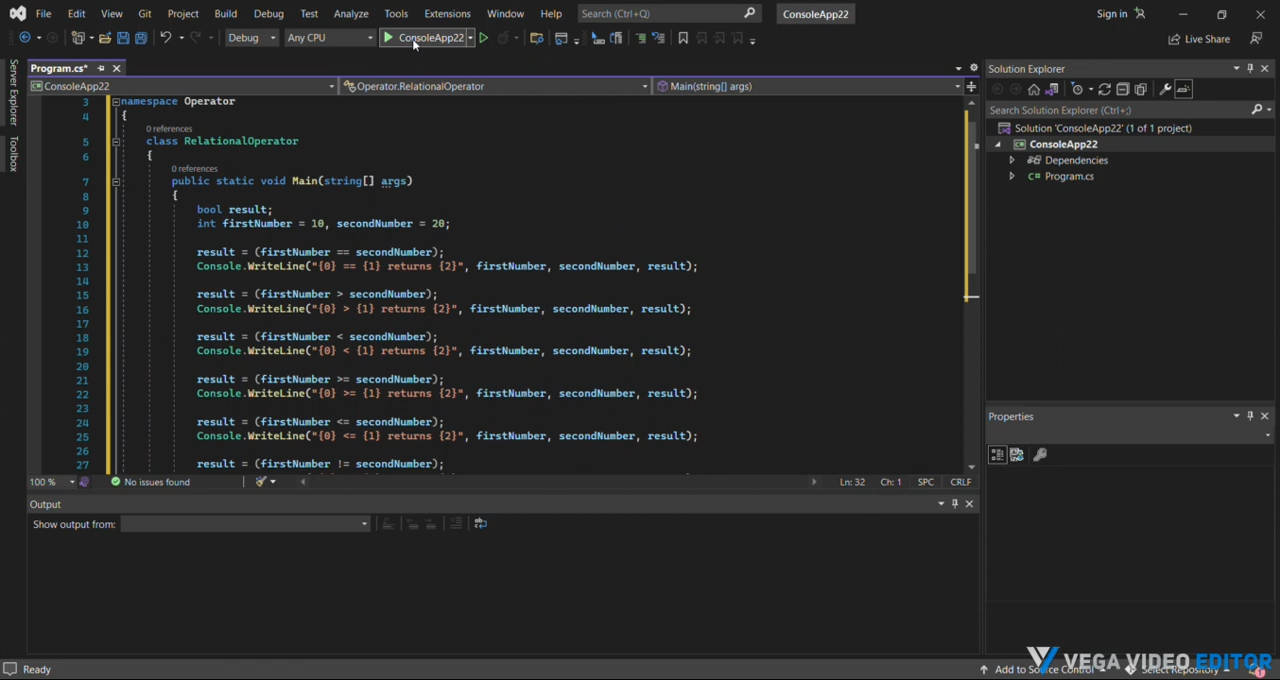 File Edit View Git Project Build Debug Test Analyze Tools Extensions Window Help Search (Ctrl+Q) ConsoleApp22 Sign in
Debug Any CPU ConsoleApp22 Live Share
Server Explorer
Toolbox
Program.cs*
ConsoleApp22 Operator.RelationalOperator Main(string[] args)
3 namespace Operator
4 {
0 references
5 class RelationalOperator
6 {
0 references
7 public static void Main(string[] args)
8 {
9 bool result;
10 int firstNumber = 10, secondNumber = 20;
11
12 result = (firstNumber == secondNumber);
13 Console.WriteLine("{0} == {1} returns {2}", firstNumber, secondNumber, result);
14
15 result = (firstNumber > secondNumber);
16 Console.WriteLine("{0} > {1} returns {2}", firstNumber, secondNumber, result);
17
18 result = (firstNumber < secondNumber);
19 Console.WriteLine("{0} < {1} returns {2}", firstNumber, secondNumber, result);
20
21 result = (firstNumber >= secondNumber);
22 Console.WriteLine("{0} >= {1} returns {2}", firstNumber, secondNumber, result);
23
24 result = (firstNumber <= secondNumber);
25 Console.WriteLine("{0} <= {1} returns {2}", firstNumber, secondNumber, result);
26
27 result = (firstNumber != secondNumber);
100 % No issues found Ln: 32 Ch: 1 SPC CRLF
Output
Show output from:
Solution Explorer
Search Solution Explorer (Ctrl+;)
Solution 'ConsoleApp22' (1 of 1 project)
ConsoleApp22
Dependencies
C# Program.cs
Properties
Ready Add to Source Control Select Repository 1
VEGA VIDEO EDITOR